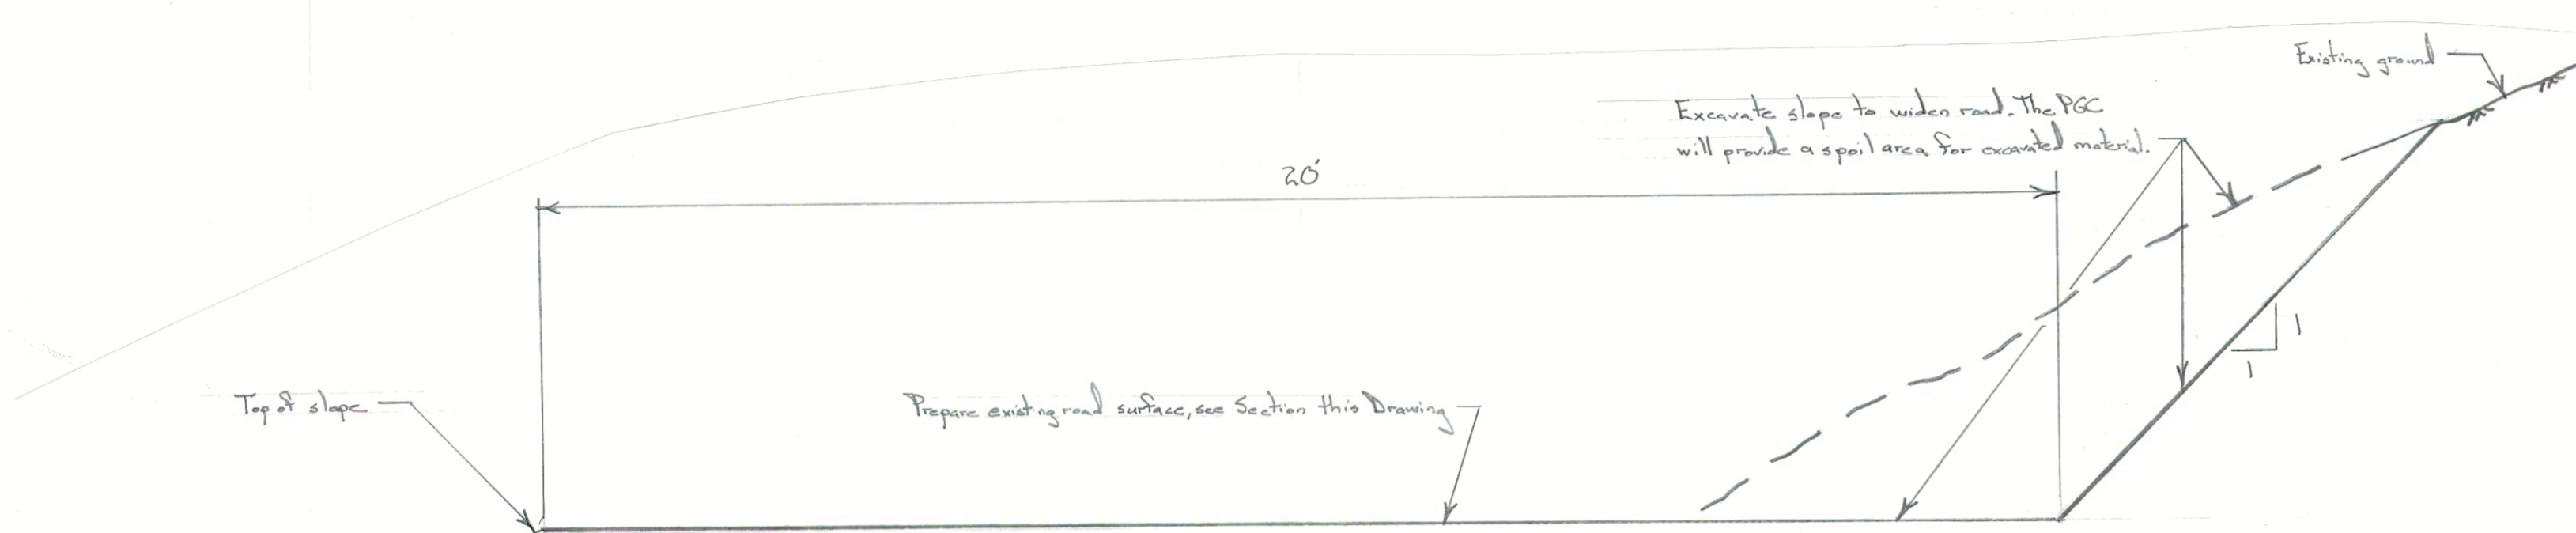 Existing ground
Excavate slope to widen road. The PGC
will provide a spoil area for excavated material.
20'
1
1
Top of slope
Prepare existing road surface, see Section this Drawing